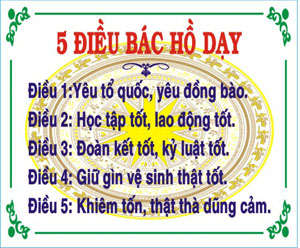 5 ĐIỀU BÁC HỒ DẠY
Điều 1:Yêu tổ quốc, yêu đồng bào.
Điều 2: Học tập tốt, lao động tốt.
Điều 3: Đoàn kết tốt, kỷ luật tốt.
Điều 4: Giữ gìn vệ sinh thật tốt.
Điều 5: Khiêm tốn, thật thà dũng cảm.